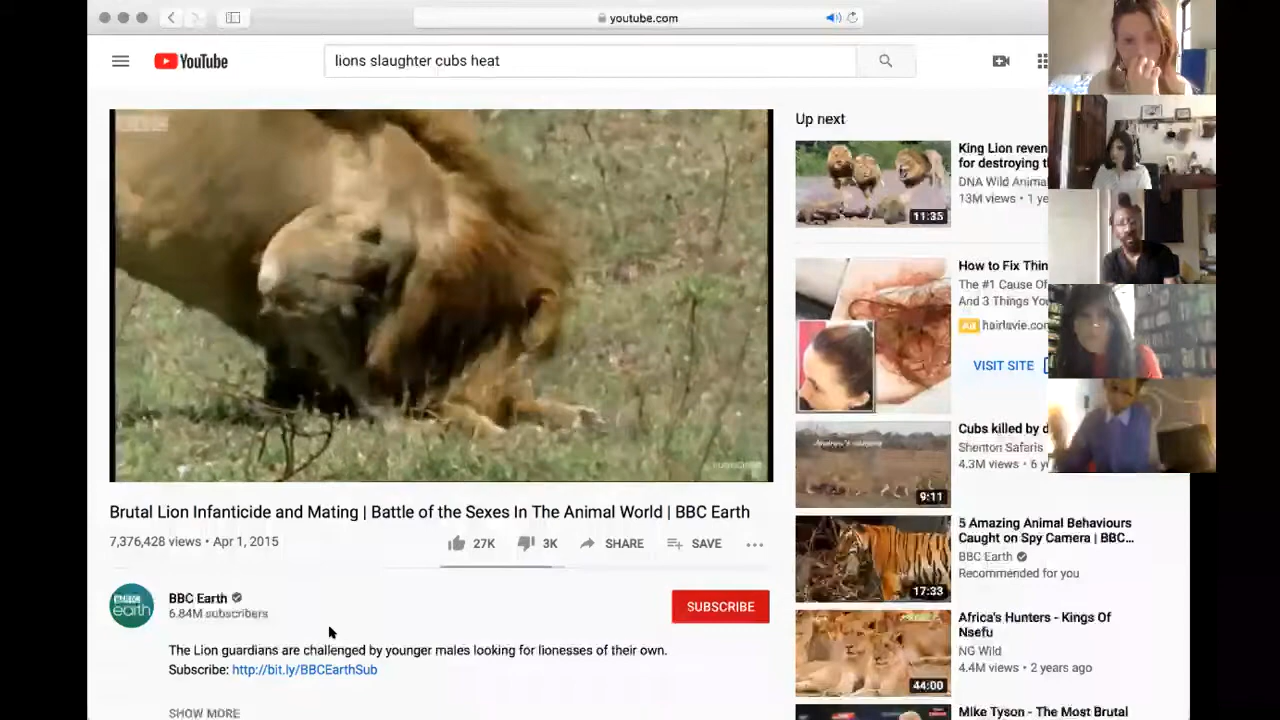 youtube.com
YouTube
lions slaughter cubs heat
Up next
King Lion reven
for destroying t
DNA Wild Anima
13M views • 1 ye
11:35
How to Fix Thin
The #1 Cause Of
And 3 Things Yo
Ad hairlavie.com
VISIT SITE
Cubs killed by d
Shenton Safaris
4.3M views • 6 y
9:11
Brutal Lion Infanticide and Mating | Battle of the Sexes In The Animal World | BBC Earth
7,376,428 views • Apr 1, 2015
27K
3K
SHARE
SAVE
5 Amazing Animal Behaviours
Caught on Spy Camera | BBC...
BBC Earth
Recommended for you
17:33
earth
BBC Earth
6.84M subscribers
SUBSCRIBE
The Lion guardians are challenged by younger males looking for lionesses of their own.
Subscribe: http://bit.ly/BBCEarthSub
SHOW MORE
Africa's Hunters - Kings Of
Nsefu
NG Wild
4.4M views • 2 years ago
44:00
Mike Tyson - The Most Brutal